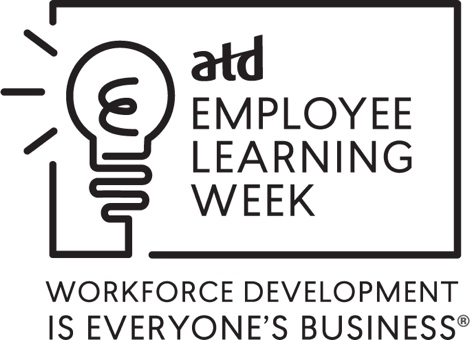 atd
EMPLOYEE
LEARNING
WEEK
WORKFORCE DEVELOPMENT
IS EVERYONE'S BUSINESS®